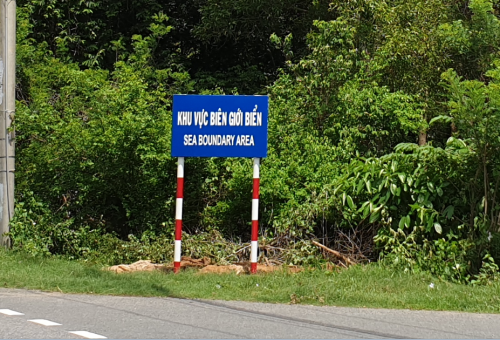 KHU VỰC BIÊN GIỚI BIỂN
SEA BOUNDARY AREA